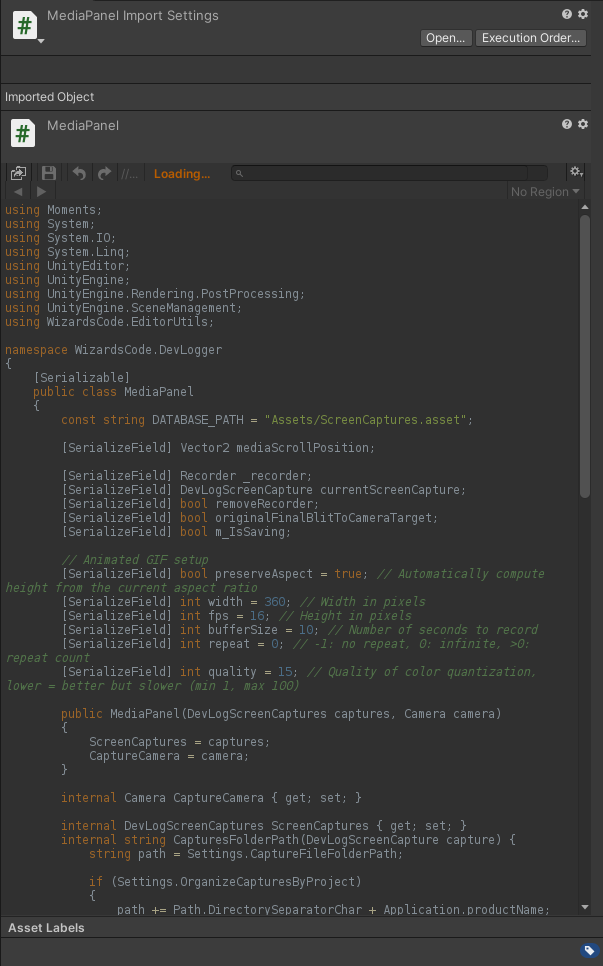 MediaPanel Import Settings
Open...
Execution Order...
Imported Object
MediaPanel
//...
Loading...
No Region
using Moments;
using System;
using System.IO;
using System.Linq;
using UnityEditor;
using UnityEngine;
using UnityEngine.Rendering.PostProcessing;
using UnityEngine.SceneManagement;
using WizardsCode.EditorUtils;
namespace WizardsCode.DevLogger
{
[Serializable]
public class MediaPanel
{
const string DATABASE_PATH = "Assets/ScreenCaptures.asset";
[SerializeField] Vector2 mediaScrollPosition;
[SerializeField] Recorder _recorder;
[SerializeField] DevLogScreenCapture currentScreenCapture;
[SerializeField] bool removeRecorder;
[SerializeField] bool originalFinalBlitToCameraTarget;
[SerializeField] bool m_IsSaving;
// Animated GIF setup
[SerializeField] bool preserveAspect = true; // Automatically compute
height from the current aspect ratio
[SerializeField] int width = 360; // Width in pixels
[SerializeField] int fps = 16; // Height in pixels
[SerializeField] int bufferSize = 10; // Number of seconds to record
[SerializeField] int repeat = 0; // -1: no repeat, 0: infinite, >0:
repeat count
[SerializeField] int quality = 15; // Quality of color quantization,
lower = better but slower (min 1, max 100)
public MediaPanel(DevLogScreenCaptures captures, Camera camera)
{
ScreenCaptures = captures;
CaptureCamera = camera;
}
internal Camera CaptureCamera { get; set; }
internal DevLogScreenCaptures ScreenCaptures { get; set; }
internal string CapturesFolderPath(DevLogScreenCapture capture) {
string path = Settings.CaptureFileFolderPath;
if (Settings.OrganizeCapturesByProject)
{
path += Path.DirectorySeparatorChar + Application.productName;
Asset Labels